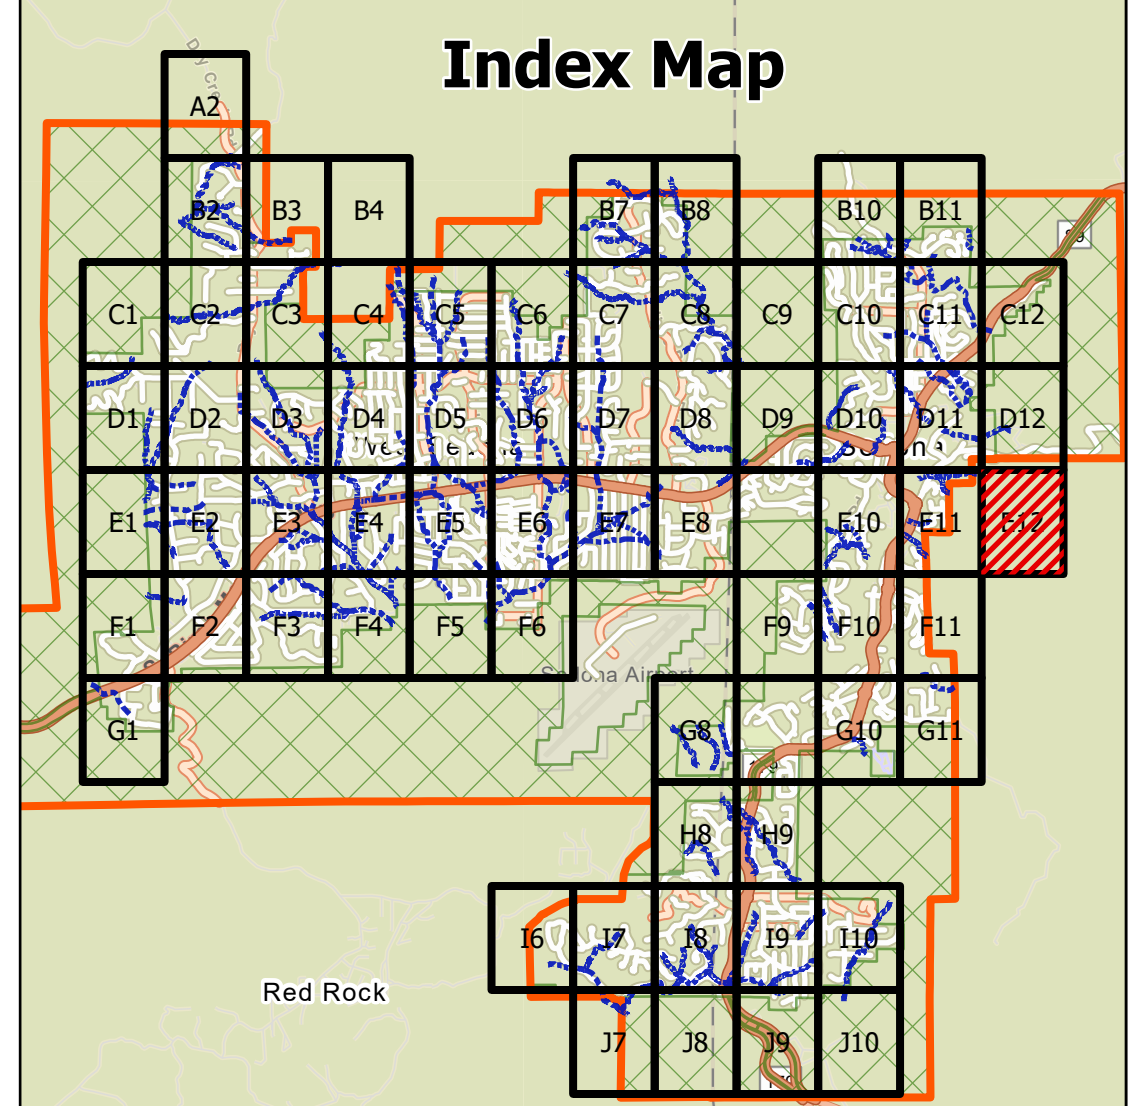 Index Map
A2
B2 B3 B4 B7 B8 B10 B11
C1 C2 C3 C4 C5 C6 C7 C8 C9 C10 C11 C12
D1 D2 D3 D4 D5 D6 D7 D8 D9 D10 D11 D12
E1 E2 E3 E4 E5 E6 E7 E8 E10 E11 E12
F1 F2 F3 F4 F5 F6 F9 F10 F11
Sedona Airport
G1 G8 G10 G11
H8 H9
I6 I7 I8 I9 I10
Red Rock
J7 J8 J9 J10